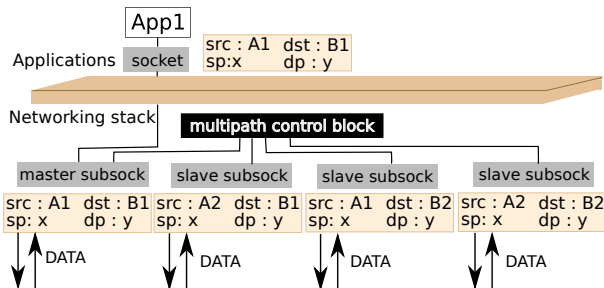 App1
Applications socket src : A1 dst : B1
sp:x dp : y
Networking stack
multipath control block
master subsock slave subsock slave subsock slave subsock
src : A1 dst : B1 src : A2 dst : B1 src : A1 dst : B2 src : A2 dst : B2
sp: x dp : y sp: x dp : y sp: x dp : y sp: x dp : y
DATA DATA DATA DATA